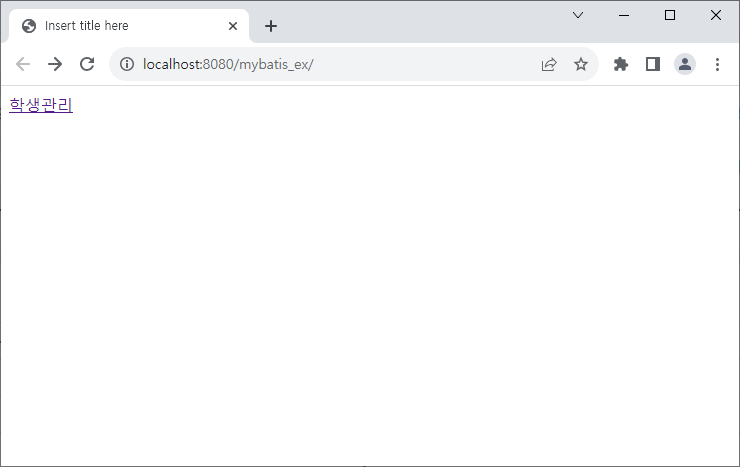 Insert title here
localhost:8080/mybatis_ex/
학생관리